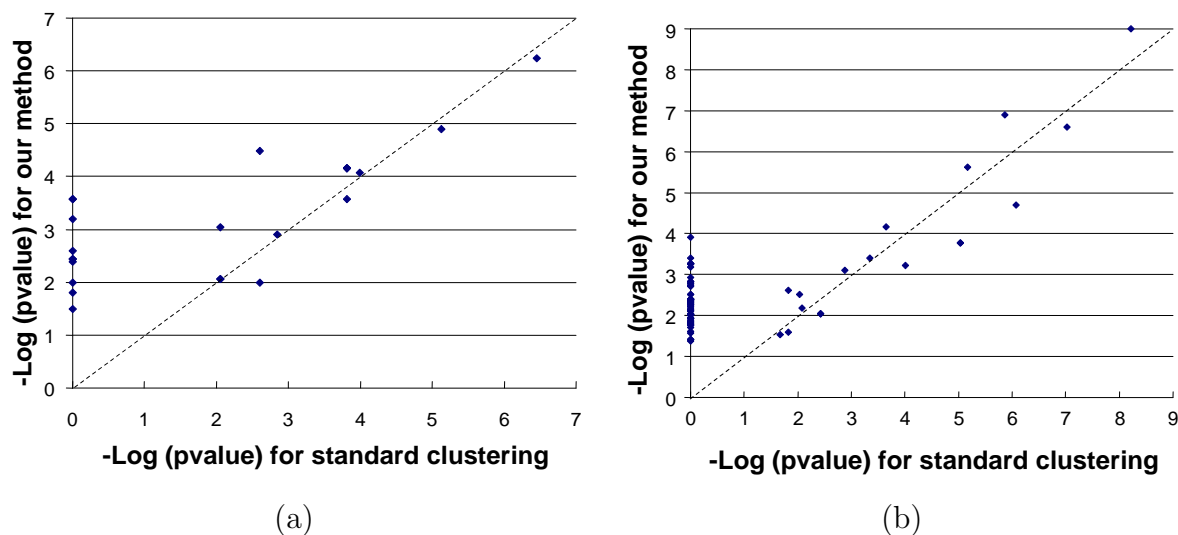 -Log (pvalue) for our method
7
6
5
4
3
2
1
0
0 1 2 3 4 5 6 7
-Log (pvalue) for standard clustering
(a)
-Log (pvalue) for our method
9
8
7
6
5
4
3
2
1
0
0 1 2 3 4 5 6 7 8 9
-Log (pvalue) for standard clustering
(b)